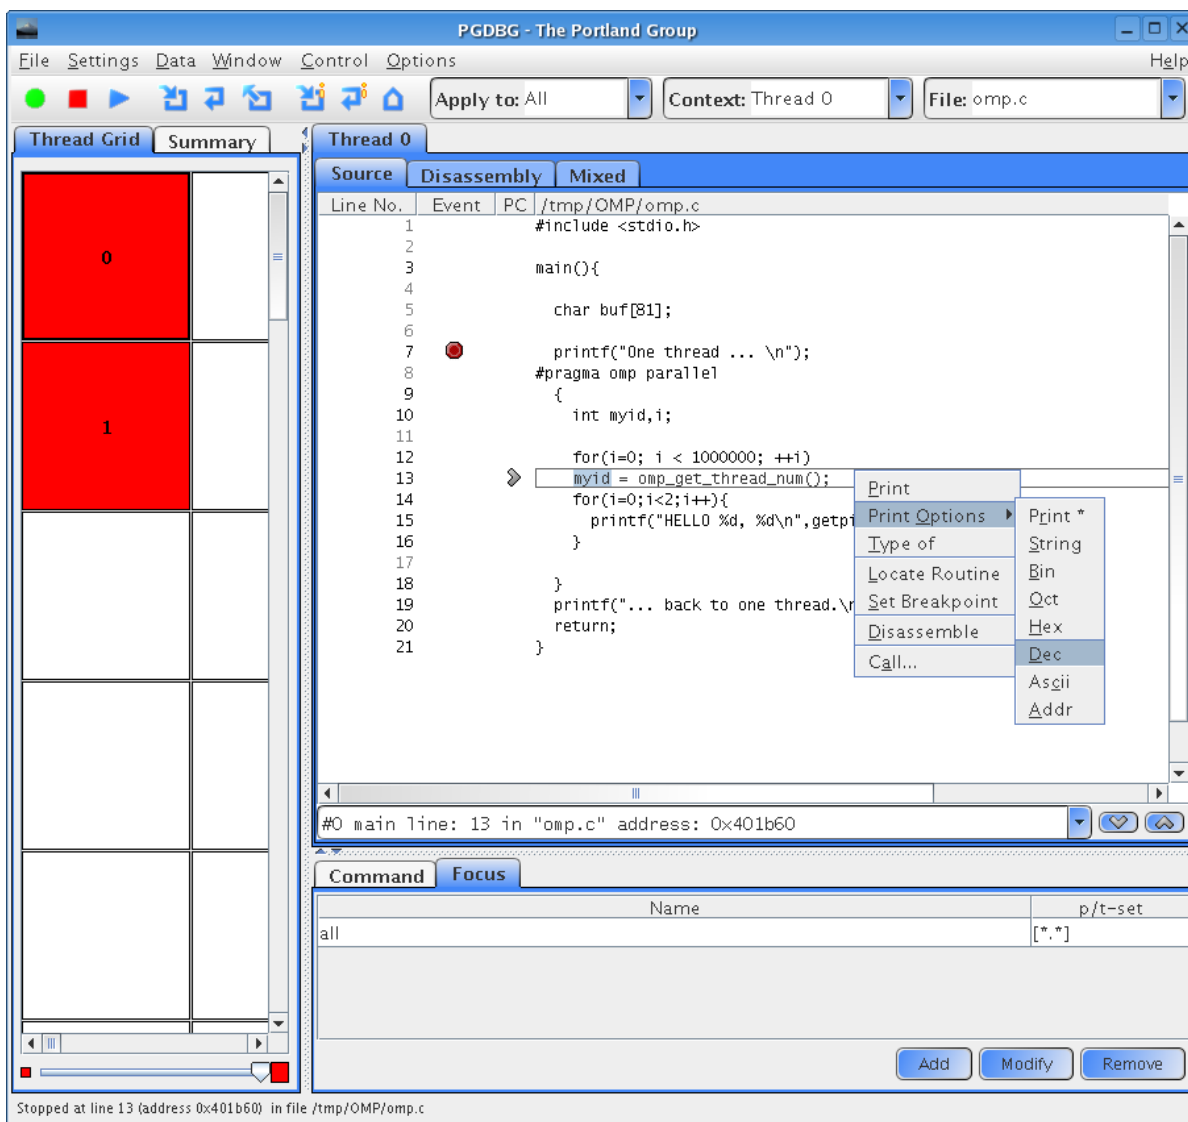 PGDBG - The Portland Group
File Settings Data Window Control Options Help
Apply to: All Context: Thread 0 File: omp.c
Thread Grid Summary
0
1
Thread 0
Source Disassembly Mixed
Line No. Event PC /tmp/OMP/omp.c
1 #include <stdio.h>
2
3 main(){
4
5 char buf[81];
6
7 printf("One thread ... \n");
8 #pragma omp parallel
9 {
10 int myid,i;
11
12 for(i=0; i < 1000000; ++i)
13 myid = omp_get_thread_num();
14 for(i=0;i<2;i++){
15 printf("HELLO %d, %d\n",getpi
16 }
17
18 }
19 printf("... back to one thread.\n
20 return;
21 }
Print
Print Options
Type of
Locate Routine
Set Breakpoint
Disassemble
Call...
Print *
String
Bin
Oct
Hex
Dec
Ascii
Addr
#0 main line: 13 in "omp.c" address: 0x401b60
Command Focus
Name p/t-set
all [*.*]
Add Modify Remove
Stopped at line 13 (address 0x401b60) in file /tmp/OMP/omp.c